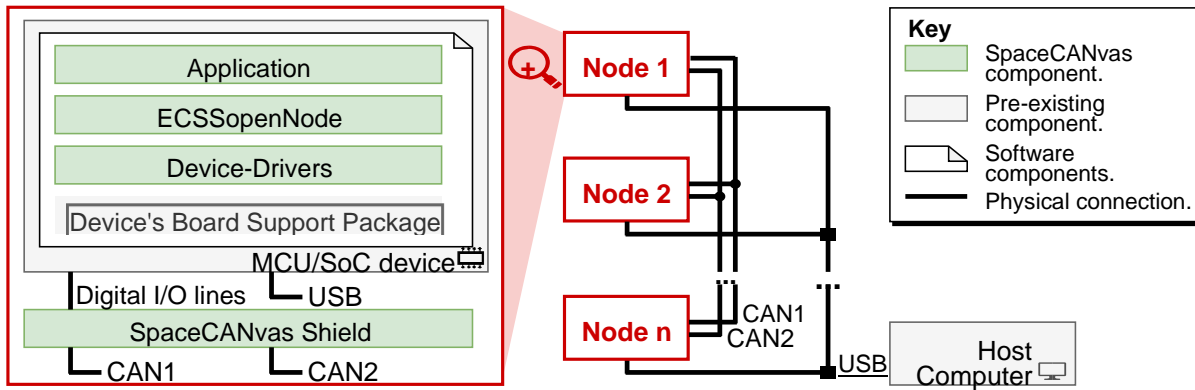 Application
ECSSopenNode
Device-Drivers
Device's Board Support Package
MCU/SoC device
Digital I/O lines
USB
SpaceCANvas Shield
CAN1
CAN2
+
Node 1
Node 2
...
...
Node n
CAN1
CAN2
USB
Host
Computer
Key
SpaceCANvas
component.
Pre-existing
component.
Software
components.
Physical connection.